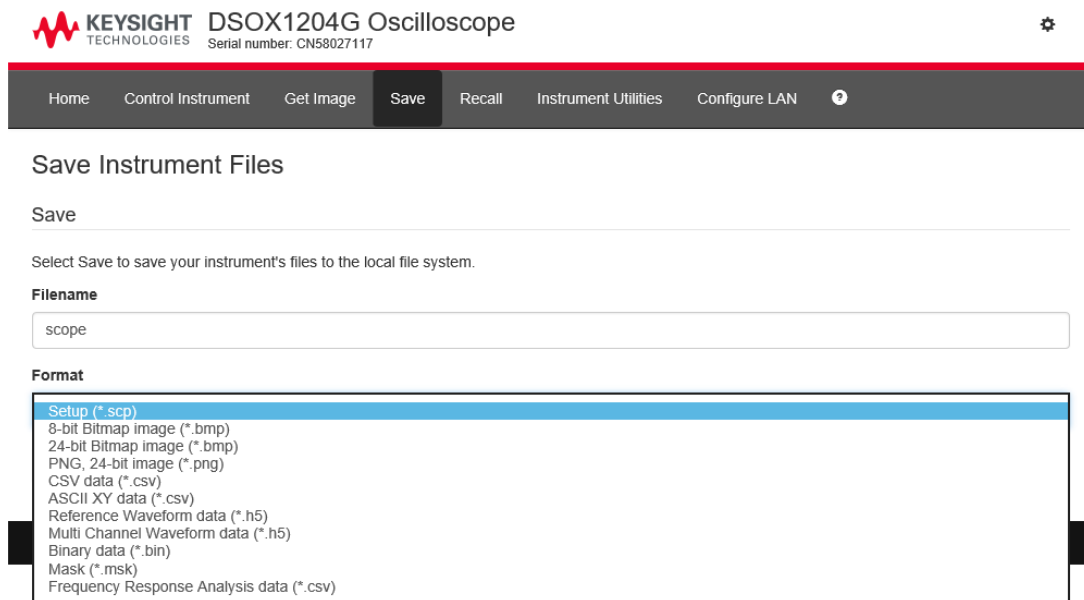 KEYSIGHT TECHNOLOGIES
DSOX1204G Oscilloscope
Serial number: CN58027117
Home Control Instrument Get Image Save Recall Instrument Utilities Configure LAN ?
Save Instrument Files
Save
Select Save to save your instrument's files to the local file system.
Filename
scope
Format
Setup (*.scp)
8-bit Bitmap image (*.bmp)
24-bit Bitmap image (*.bmp)
PNG, 24-bit image (*.png)
CSV data (*.csv)
ASCII XY data (*.csv)
Reference Waveform data (*.h5)
Multi Channel Waveform data (*.h5)
Binary data (*.bin)
Mask (*.msk)
Frequency Response Analysis data (*.csv)